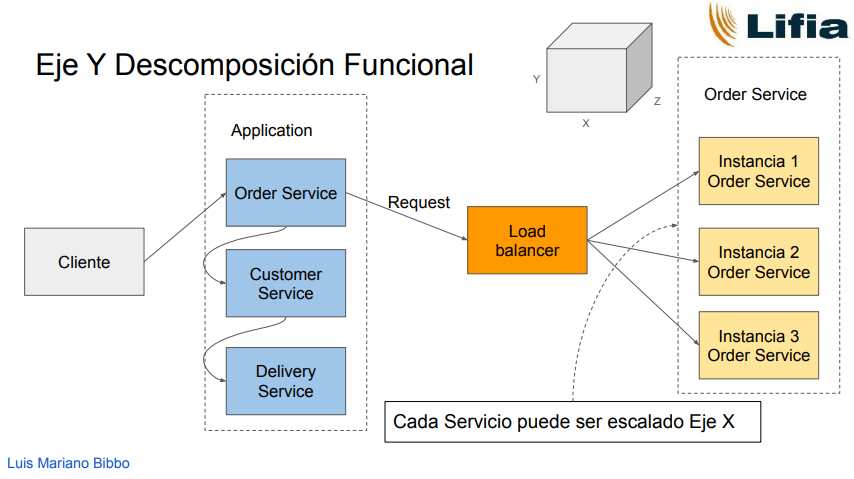 Lifia
Eje Y Descomposición Funcional
Y
Z
X
Application
Order Service
Customer
Service
Delivery
Service
Cliente
Request
Load
balancer
Order Service
Instancia 1
Order Service
Instancia 2
Order Service
Instancia 3
Order Service
Cada Servicio puede ser escalado Eje X
Luis Mariano Bibbo